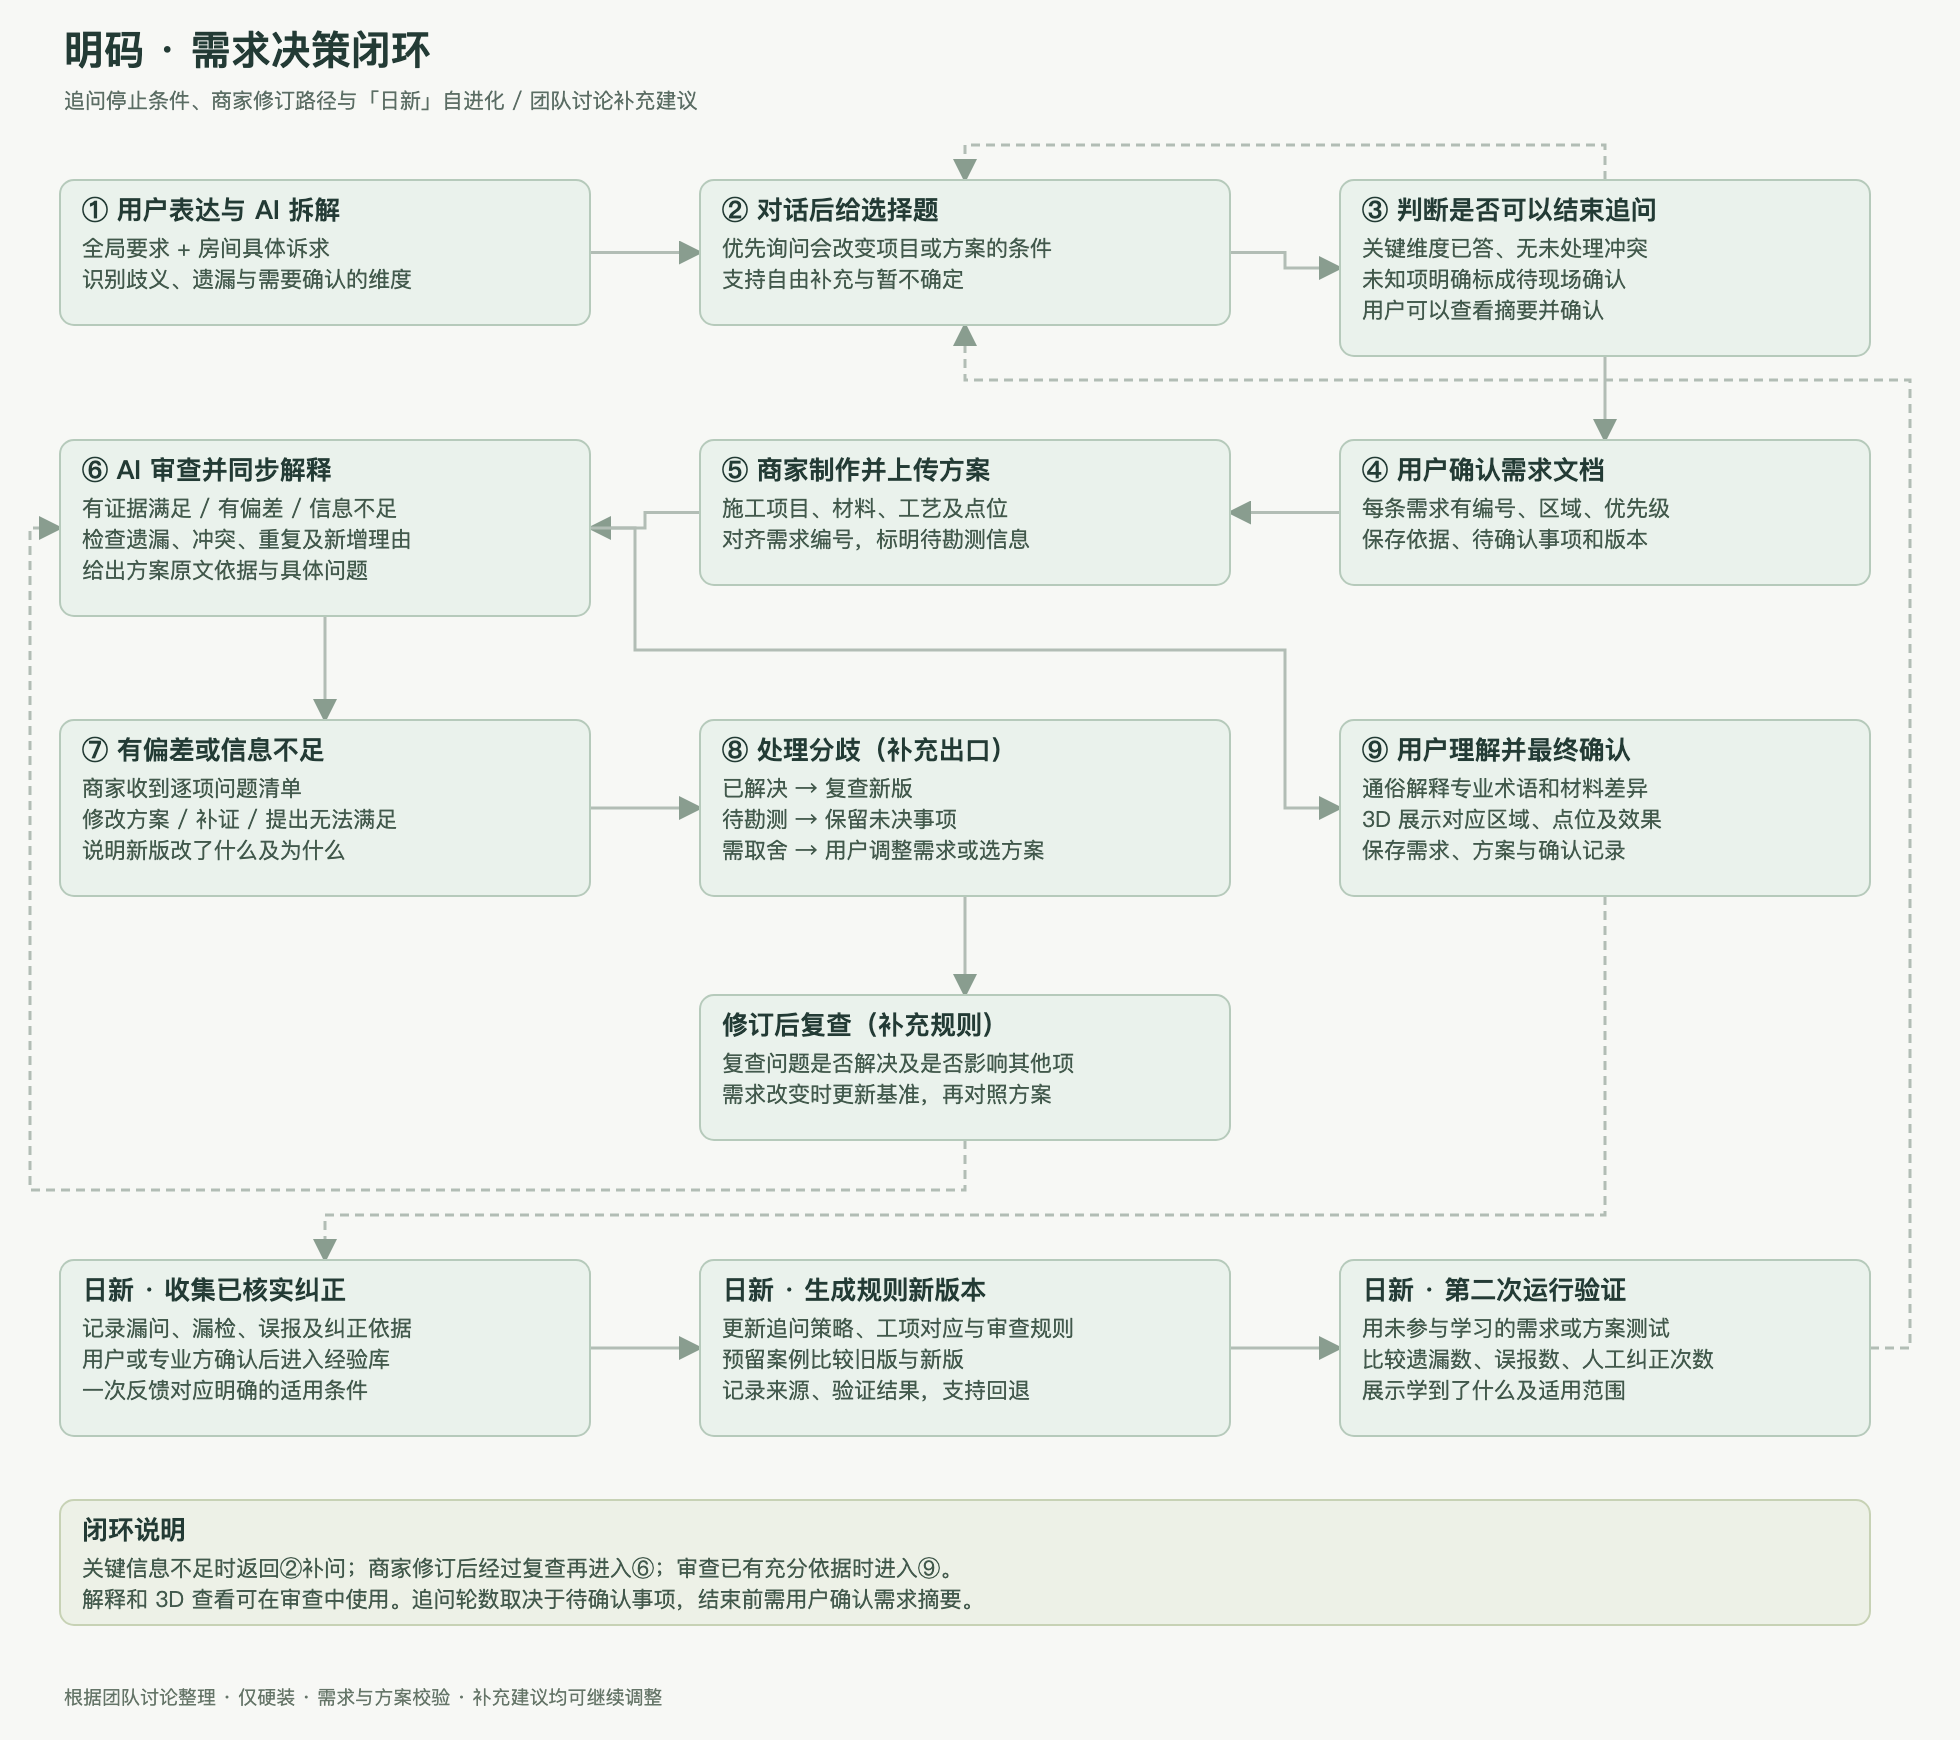 明码 · 需求决策闭环
追问停止条件、商家修订路径与「日新」自进化 / 团队讨论补充建议
① 用户表达与 AI 拆解
全局要求 + 房间具体诉求
识别歧义、遗漏与需要确认的维度
② 对话后给选择题
优先询问会改变项目或方案的条件
支持自由补充与暂不确定
③ 判断是否可以结束追问
关键维度已答、无未处理冲突
未知项明确标成待现场确认
用户可以查看摘要并确认
⑥ AI 审查并同步解释
有证据满足 / 有偏差 / 信息不足
检查遗漏、冲突、重复及新增理由
给出方案原文依据与具体问题
⑤ 商家制作并上传方案
施工项目、材料、工艺及点位
对齐需求编号，标明待勘测信息
④ 用户确认需求文档
每条需求有编号、区域、优先级
保存依据、待确认事项和版本
⑦ 有偏差或信息不足
商家收到逐项问题清单
修改方案 / 补证 / 提出无法满足
说明新版改了什么及为什么
⑧ 处理分歧（补充出口）
已解决 → 复查新版
待勘测 → 保留未决事项
需取舍 → 用户调整需求或选方案
⑨ 用户理解并最终确认
通俗解释专业术语和材料差异
3D 展示对应区域、点位及效果
保存需求、方案与确认记录
修订后复查（补充规则）
复查问题是否解决及是否影响其他项
需求改变时更新基准，再对照方案
日新 · 收集已核实纠正
记录漏问、漏检、误报及纠正依据
用户或专业方确认后进入经验库
一次反馈对应明确的适用条件
日新 · 生成规则新版本
更新追问策略、工项对应与审查规则
预留案例比较旧版与新版
记录来源、验证结果，支持回退
日新 · 第二次运行验证
用未参与学习的需求或方案测试
比较遗漏数、误报数、人工纠正次数
展示学到了什么及适用范围
闭环说明
关键信息不足时返回②补问；商家修订后经过复查再进入⑥；审查已有充分依据时进入⑨。
解释和 3D 查看可在审查中使用。追问轮数取决于待确认事项，结束前需用户确认需求摘要。
根据团队讨论整理 · 仅硬装 · 需求与方案校验 · 补充建议均可继续调整